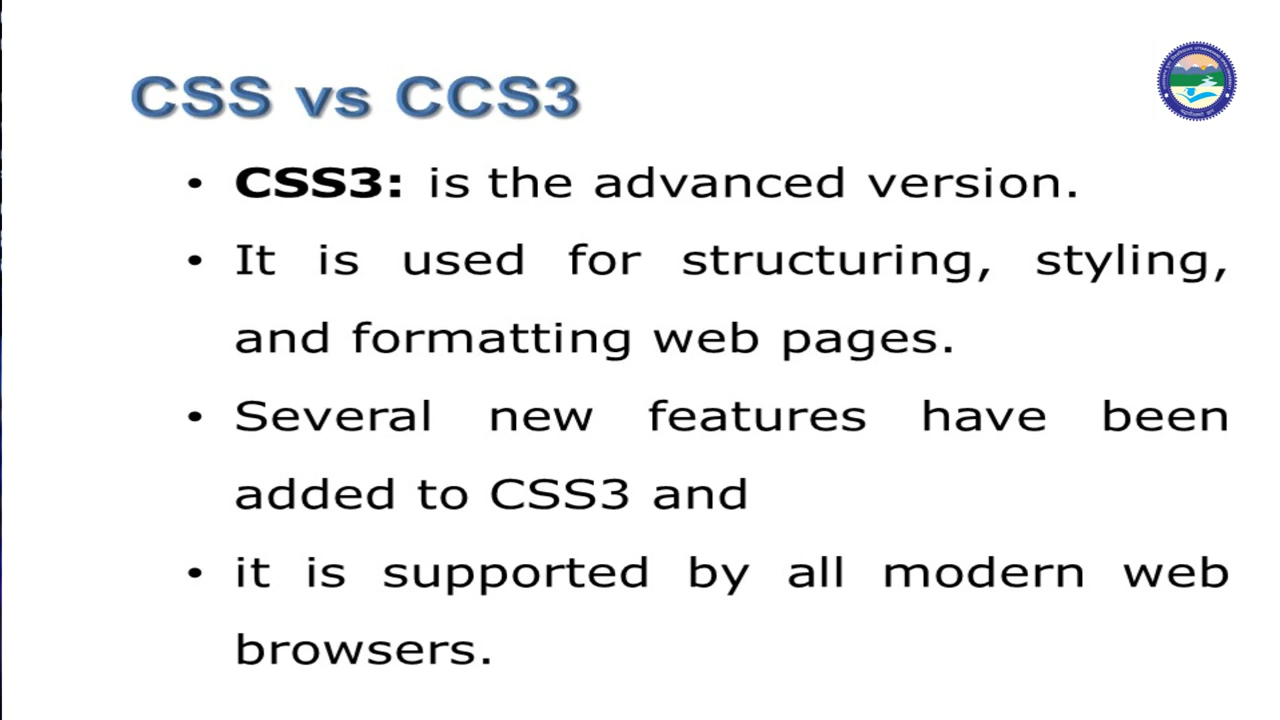 CSS vs CCS3
• CSS3: is the advanced version.
• It is used for structuring, styling,
and formatting web pages.
• Several new features have been
added to CSS3 and
• it is supported by all modern web
browsers.